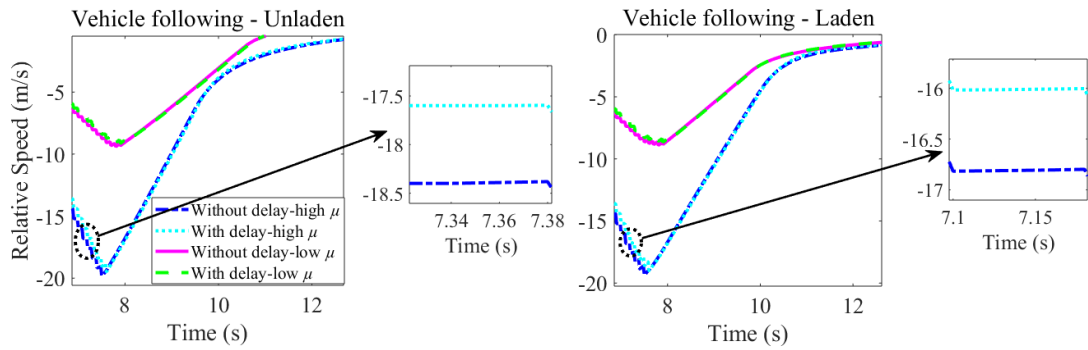 Vehicle following - Unladen
Relative Speed (m/s)
-5
-10
-15
-20
8
10
12
Time (s)
Without delay-high μ
With delay-high μ
Without delay-low μ
With delay-low μ
-17.5
-18
-18.5
7.34
7.36
7.38
Time (s)
Vehicle following - Laden
0
-5
-10
-15
-20
8
10
12
Time (s)
-16
-16.5
-17
7.1
7.15
Time (s)